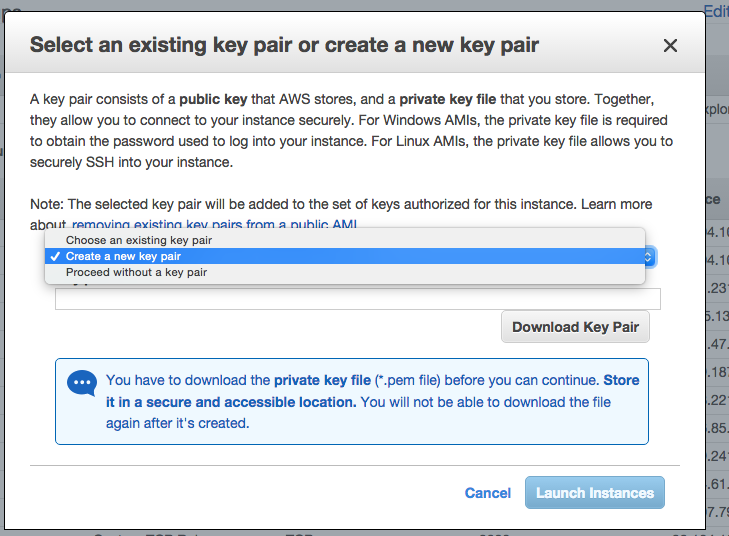 Edit
Select an existing key pair or create a new key pair
A key pair consists of a public key that AWS stores, and a private key file that you store. Together,
they allow you to connect to your instance securely. For Windows AMIs, the private key file is required
to obtain the password used to log into your instance. For Linux AMIs, the private key file allows you to
securely SSH into your instance.
Note: The selected key pair will be added to the set of keys authorized for this instance. Learn more
about removing existing key pairs from a public AMI
Choose an existing key pair
✓ Create a new key pair
Proceed without a key pair
Download Key Pair
You have to download the private key file (*.pem file) before you can continue. Store
it in a secure and accessible location. You will not be able to download the file
again after it's created.
Cancel
Launch Instances